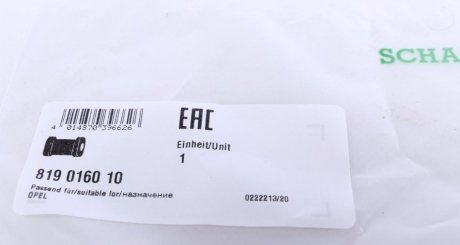 SCHA
EAC
4 014870 396626
Einheit/Unit
1
819 0160 10
Passend für/suitable for/назначение
OPEL
0222213/20